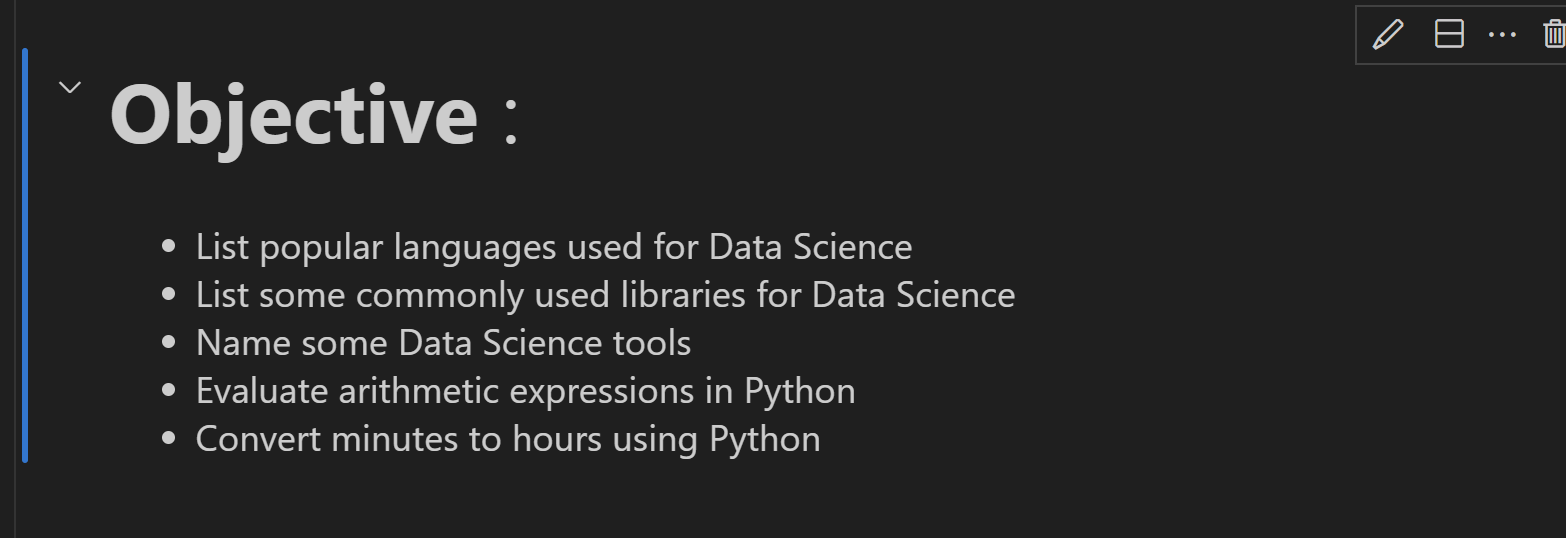 Objective :
• List popular languages used for Data Science
• List some commonly used libraries for Data Science
• Name some Data Science tools
• Evaluate arithmetic expressions in Python
• Convert minutes to hours using Python